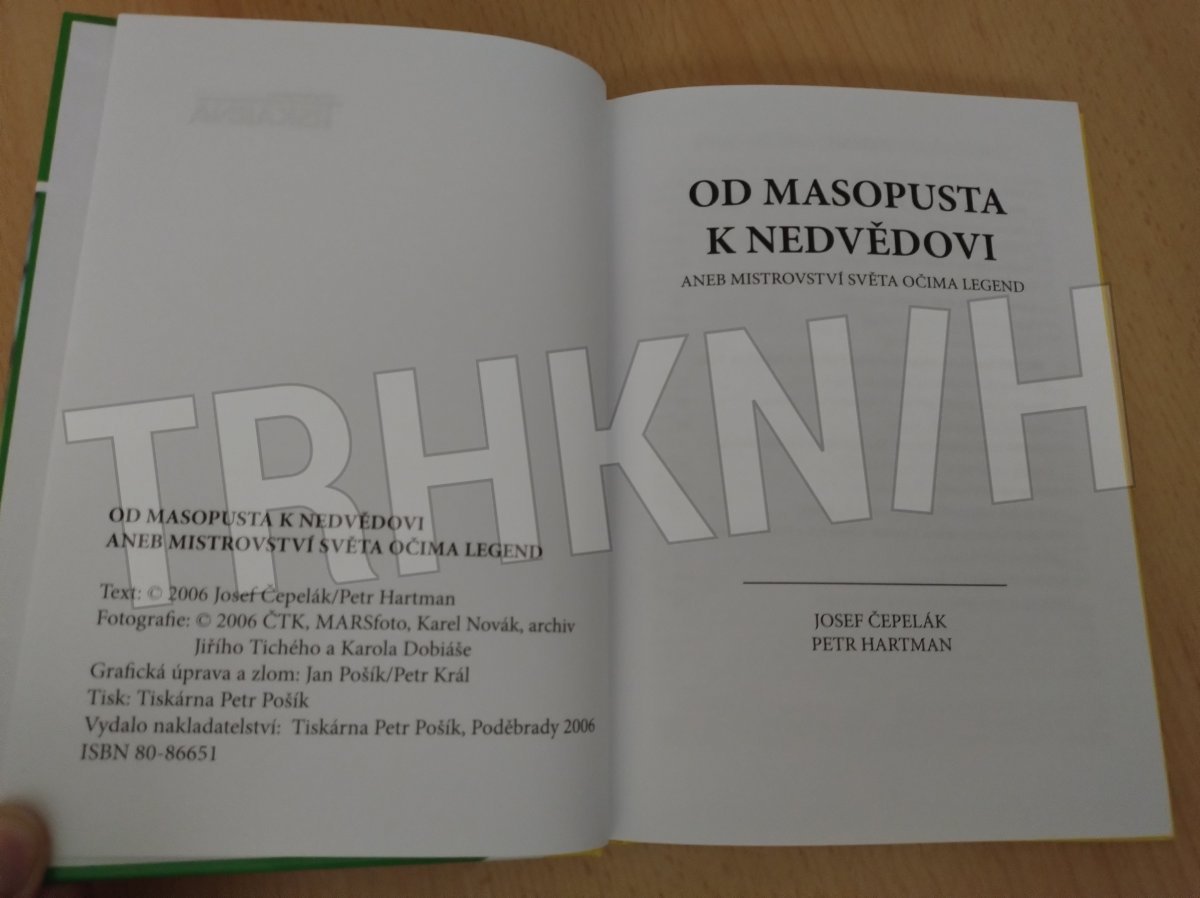 OD MASOPUSTA K NEDVĚDOVI
ANEB MISTROVSTVÍ SVĚTA OČIMA LEGEND
Text: © 2006 Josef Čepelák/Petr Hartman
Fotografie: © 2006 ČTK, MARSfoto, Karel Novák, archiv
Jiřího Tichého a Karola Dobiáše
Grafická úprava a zlom: Jan Pošík/Petr Král
Tisk: Tiskárna Petr Pošík
Vydalo nakladatelství: Tiskárna Petr Pošík, Poděbrady 2006
ISBN 80-86651
OD MASOPUSTA
K NEDVĚDOVI
ANEB MISTROVSTVÍ SVĚTA OČIMA LEGEND
JOSEF ČEPELÁK
PETR HARTMAN
TRHKNIH